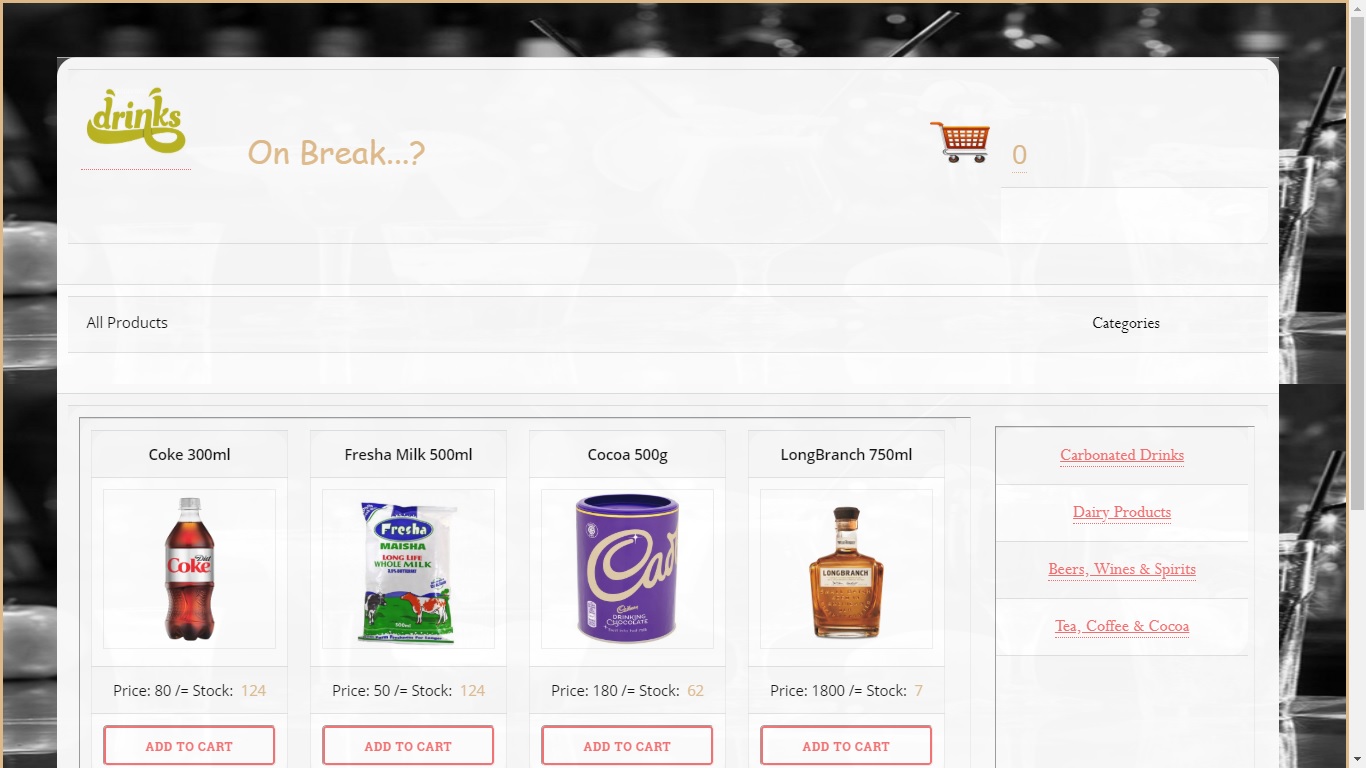 drinks
On Break...?
0
All Products
Categories
Coke 300ml
Fresha Milk 500ml
Cocoa 500g
LongBranch 750ml
Diet
Coke
Fresha
MAISHA
LONG LIFE
WHOLE MILK
500ml
Cad
Cadbury
DRINKING
CHOCOLATE
LONGBRANCH
Price: 80 /= Stock: 124
Price: 50 /= Stock: 124
Price: 180 /= Stock: 62
Price: 1800 /= Stock: 7
ADD TO CART
ADD TO CART
ADD TO CART
ADD TO CART
Carbonated Drinks
Dairy Products
Beers, Wines & Spirits
Tea, Coffee & Cocoa